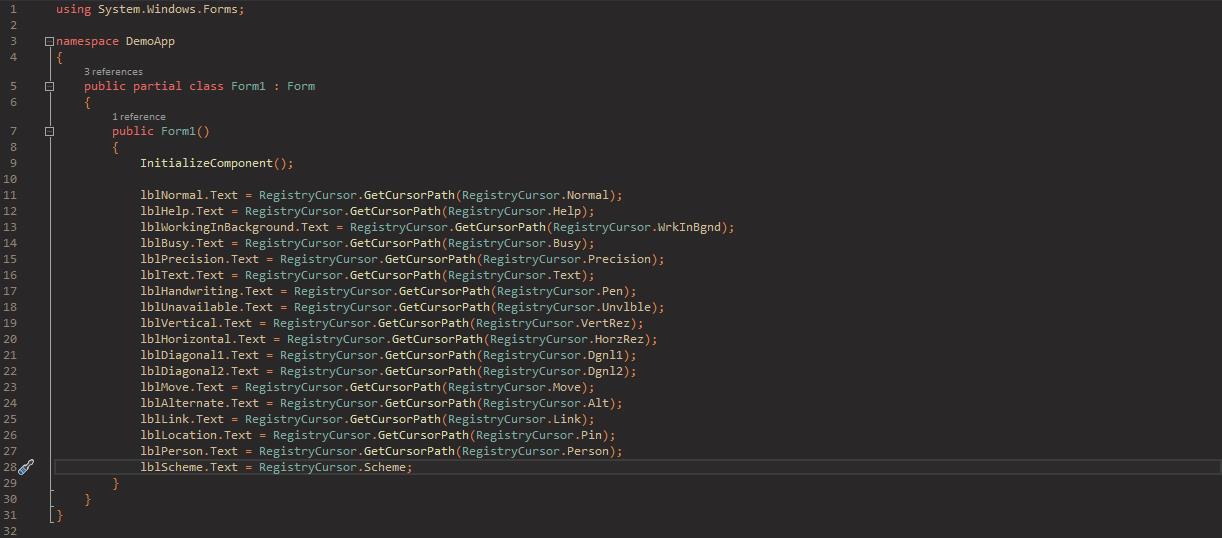 1 using System.Windows.Forms;
2
3 namespace DemoApp
4 {
3 references
5 public partial class Form1 : Form
6 {
1 reference
7 public Form1()
8 {
9 InitializeComponent();
10
11 lblNormal.Text = RegistryCursor.GetCursorPath(RegistryCursor.Normal);
12 lblHelp.Text = RegistryCursor.GetCursorPath(RegistryCursor.Help);
13 lblWorkingInBackground.Text = RegistryCursor.GetCursorPath(RegistryCursor.WrkInBgnd);
14 lblBusy.Text = RegistryCursor.GetCursorPath(RegistryCursor.Busy);
15 lblPrecision.Text = RegistryCursor.GetCursorPath(RegistryCursor.Precision);
16 lblText.Text = RegistryCursor.GetCursorPath(RegistryCursor.Text);
17 lblHandwriting.Text = RegistryCursor.GetCursorPath(RegistryCursor.Pen);
18 lblUnavailable.Text = RegistryCursor.GetCursorPath(RegistryCursor.Unvlble);
19 lblVertical.Text = RegistryCursor.GetCursorPath(RegistryCursor.VertRez);
20 lblHorizontal.Text = RegistryCursor.GetCursorPath(RegistryCursor.HorzRez);
21 lblDiagonal1.Text = RegistryCursor.GetCursorPath(RegistryCursor.Dgnl1);
22 lblDiagonal2.Text = RegistryCursor.GetCursorPath(RegistryCursor.Dgnl2);
23 lblMove.Text = RegistryCursor.GetCursorPath(RegistryCursor.Move);
24 lblAlternate.Text = RegistryCursor.GetCursorPath(RegistryCursor.Alt);
25 lblLink.Text = RegistryCursor.GetCursorPath(RegistryCursor.Link);
26 lblLocation.Text = RegistryCursor.GetCursorPath(RegistryCursor.Pin);
27 lblPerson.Text = RegistryCursor.GetCursorPath(RegistryCursor.Person);
28 lblScheme.Text = RegistryCursor.Scheme;
29 }
30 }
31 }
32